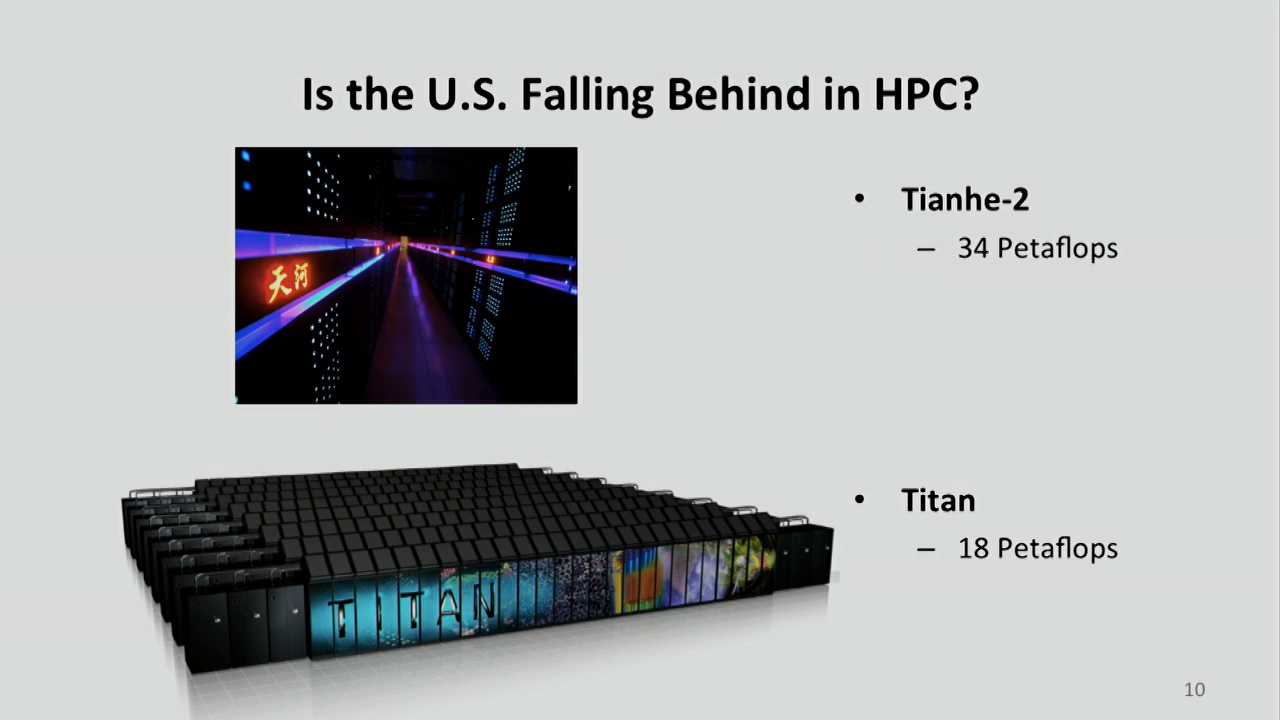 Is the U.S. Falling Behind in HPC?
天河
• Tianhe-2
– 34 Petaflops
TITAN
• Titan
– 18 Petaflops
10